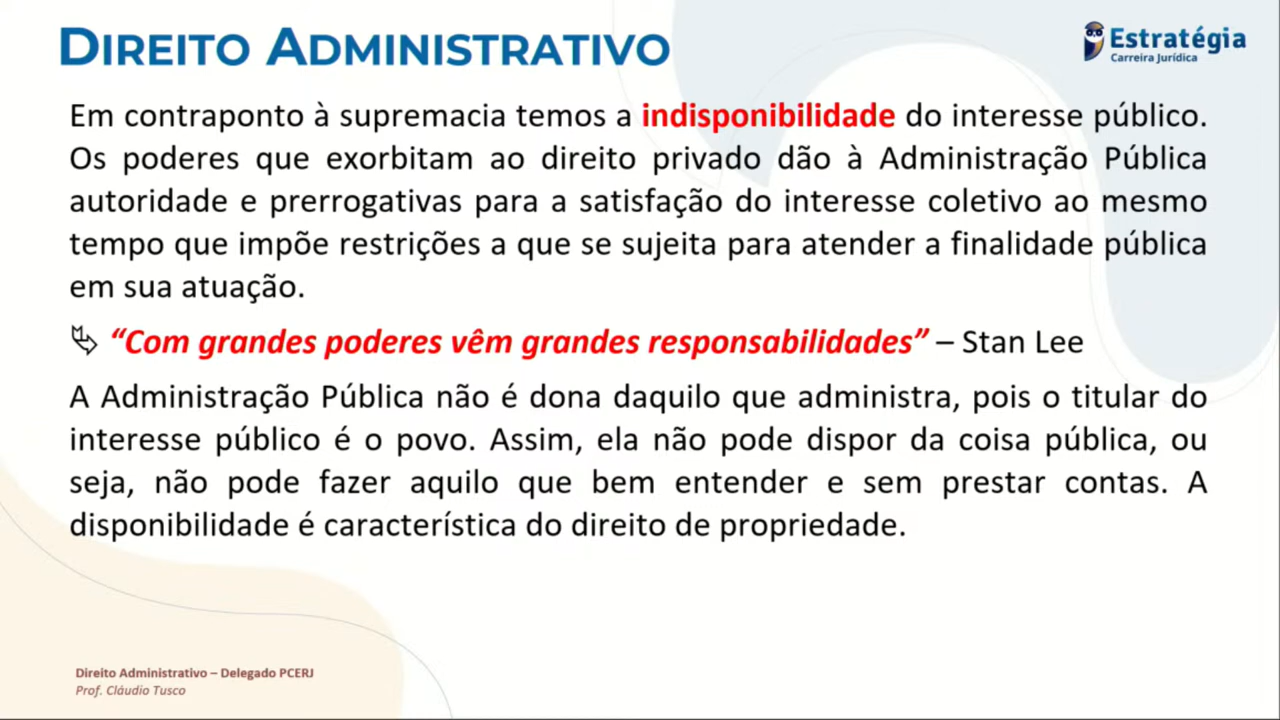 DIREITO ADMINISTRATIVO
Estratégia
Carreira Jurídica
Em contraponto à supremacia temos a indisponibilidade do interesse público.
Os poderes que exorbitam ao direito privado dão à Administração Pública
autoridade e prerrogativas para a satisfação do interesse coletivo ao mesmo
tempo que impõe restrições a que se sujeita para atender a finalidade pública
em sua atuação.
“Com grandes poderes vêm grandes responsabilidades” – Stan Lee
A Administração Pública não é dona daquilo que administra, pois o titular do
interesse público é o povo. Assim, ela não pode dispor da coisa pública, ou
seja, não pode fazer aquilo que bem entender e sem prestar contas. A
disponibilidade é característica do direito de propriedade.
Direito Administrativo – Delegado PCERJ
Prof. Cláudio Tusco